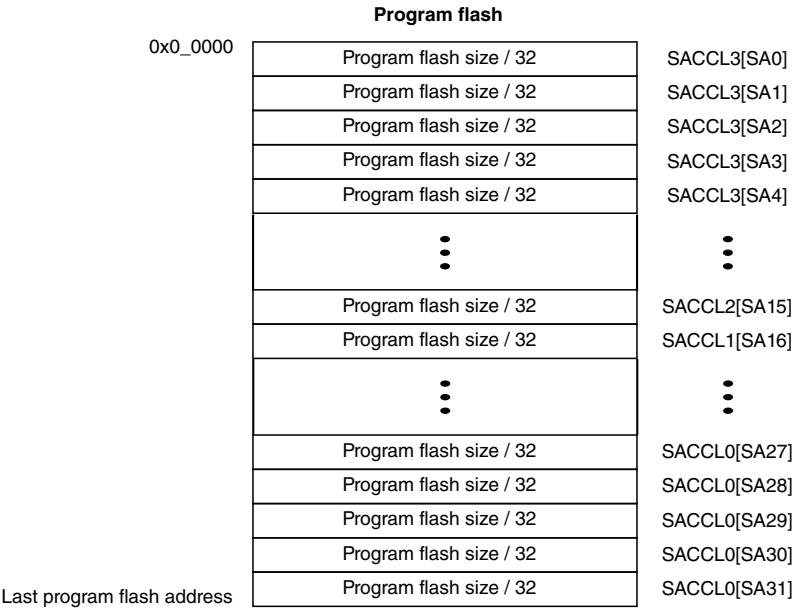 Program flash
0x0_0000
Program flash size / 32 SACCL3[SA0]
Program flash size / 32 SACCL3[SA1]
Program flash size / 32 SACCL3[SA2]
Program flash size / 32 SACCL3[SA3]
Program flash size / 32 SACCL3[SA4]
Program flash size / 32 SACCL2[SA15]
Program flash size / 32 SACCL1[SA16]
Program flash size / 32 SACCL0[SA27]
Program flash size / 32 SACCL0[SA28]
Program flash size / 32 SACCL0[SA29]
Program flash size / 32 SACCL0[SA30]
Program flash size / 32 SACCL0[SA31]
Last program flash address